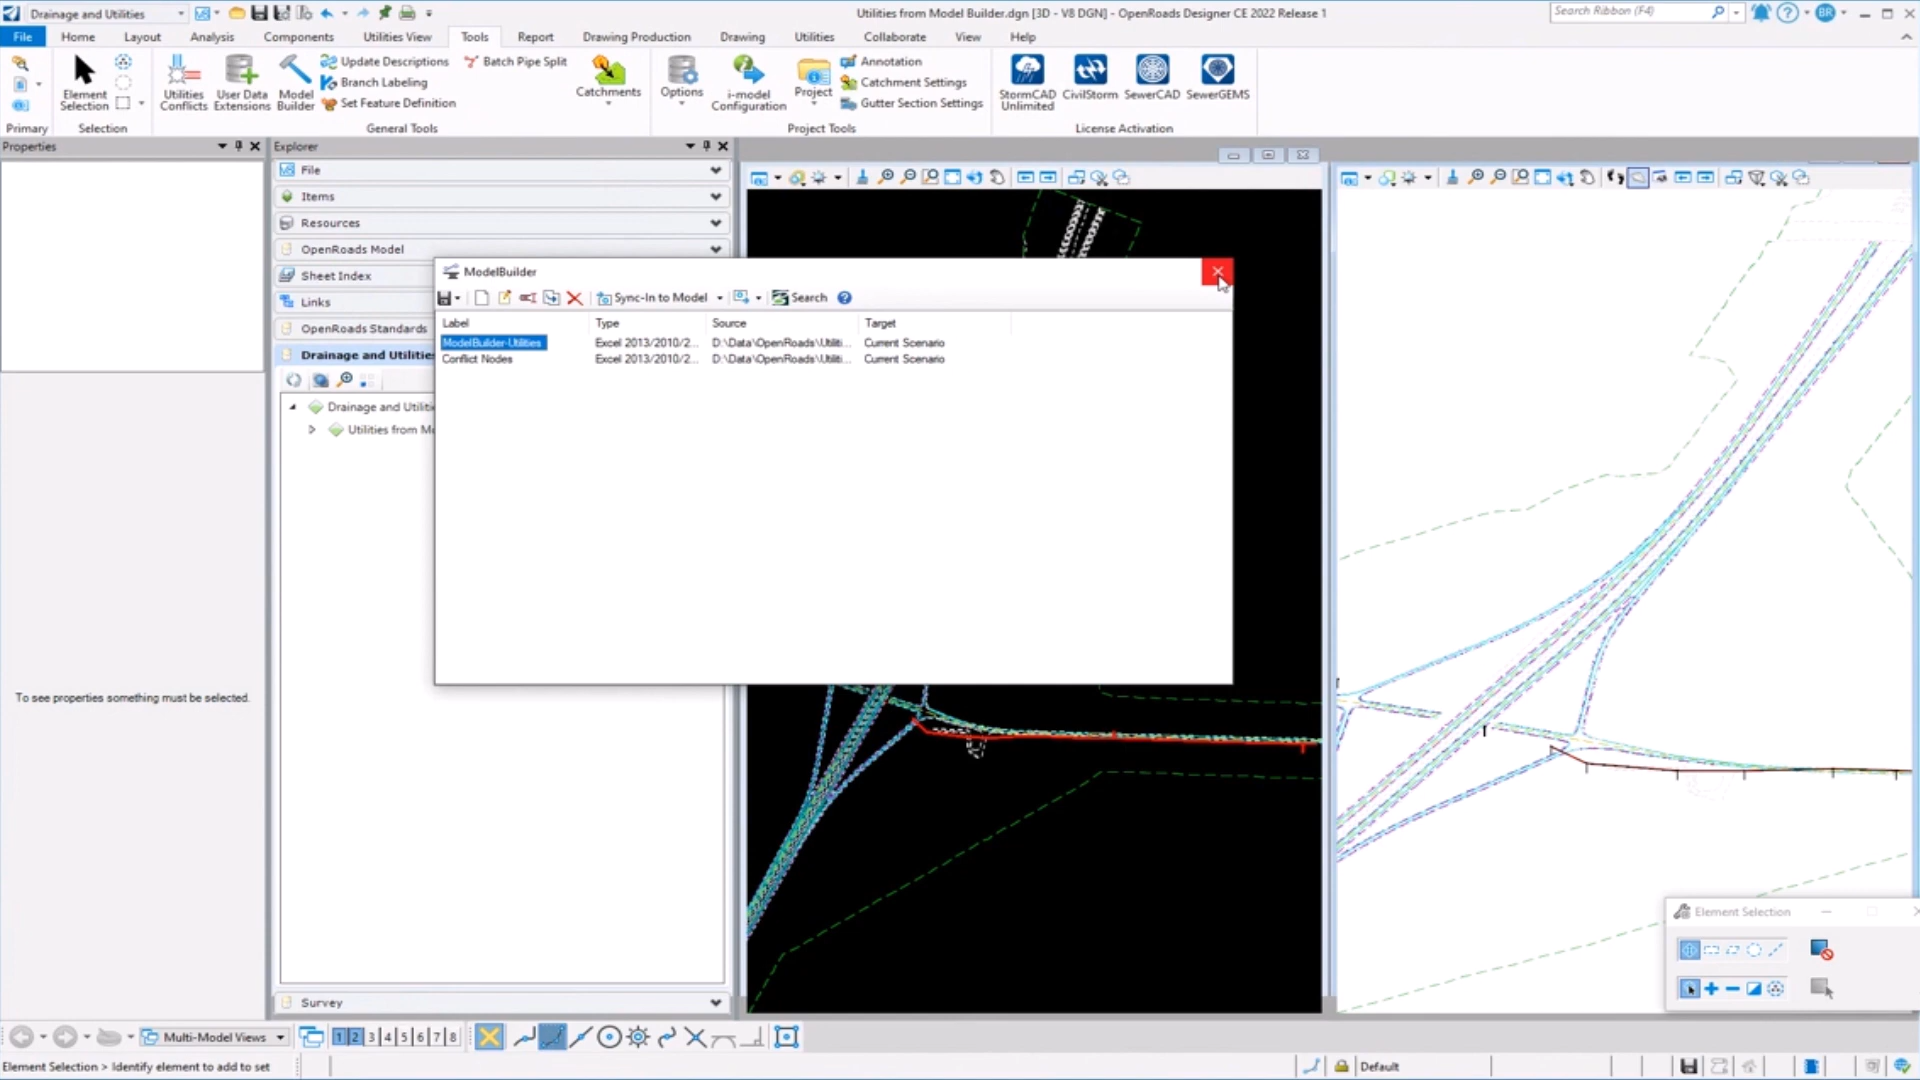 Drainage and Utilities
Utilities from Model Builder.dgn [3D - V8 DGN] - OpenRoads Designer CE 2022 Release 1
Search Ribbon (F4)
BR
File Home Layout Analysis Components Utilities View Tools Report Drawing Production Drawing Utilities Collaborate View Help
Element Selection
Utilities Conflicts
User Data Extensions
Model Builder
Update Descriptions
Branch Labeling
Set Feature Definition
Batch Pipe Split
Catchments
Options
i-model Configuration
Project
Annotation
Catchment Settings
Gutter Section Settings
StormCAD Unlimited
CivilStorm
SewerCAD
SewerGEMS
Primary Selection General Tools Project Tools License Activation
Properties
To see properties something must be selected.
Explorer
File
Items
Resources
OpenRoads Model
Sheet Index
Links
OpenRoads Standards
Drainage and Utilitie
Drainage and Utiliti
Utilities from Mo
Survey
ModelBuilder
Sync-In to Model Search
Label Type Source Target
ModelBuilder-Utilities Excel 2013/2010/2... D:\Data\OpenRoads\Utiliti... Current Scenario
Conflict Nodes Excel 2013/2010/2... D:\Data\OpenRoads\Utiliti... Current Scenario
Element Selection
Multi-Model Views 1 2 3 4 5 6 7 8
Element Selection > Identify element to add to set
Default